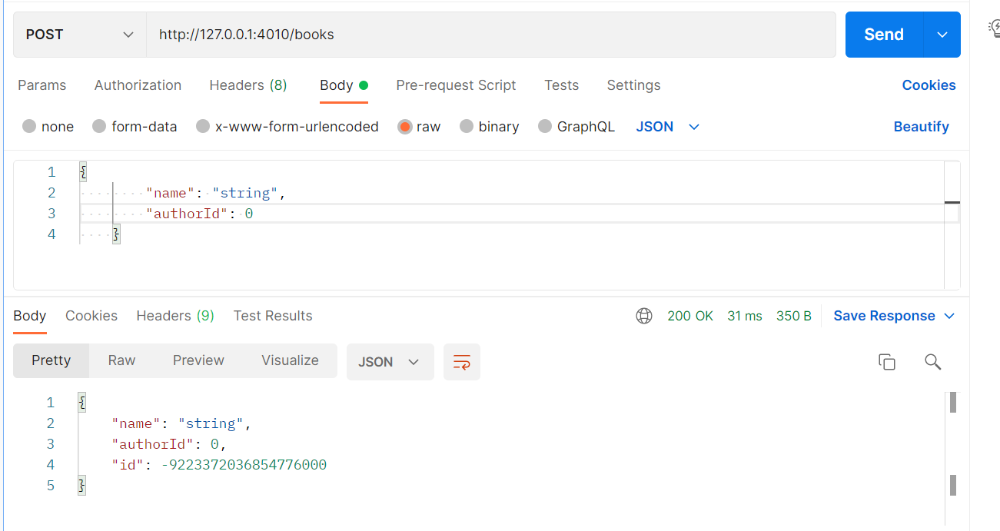 POST http://127.0.0.1:4010/books Send
Params Authorization Headers (8) Body Pre-request Script Tests Settings Cookies
none form-data x-www-form-urlencoded raw binary GraphQL JSON Beautify
1 {
2 "name": "string",
3 "authorId": 0
4 }
Body Cookies Headers (9) Test Results 200 OK 31 ms 350 B Save Response
Pretty Raw Preview Visualize JSON
1 {
2 "name": "string",
3 "authorId": 0,
4 "id": -9223372036854776000
5 }